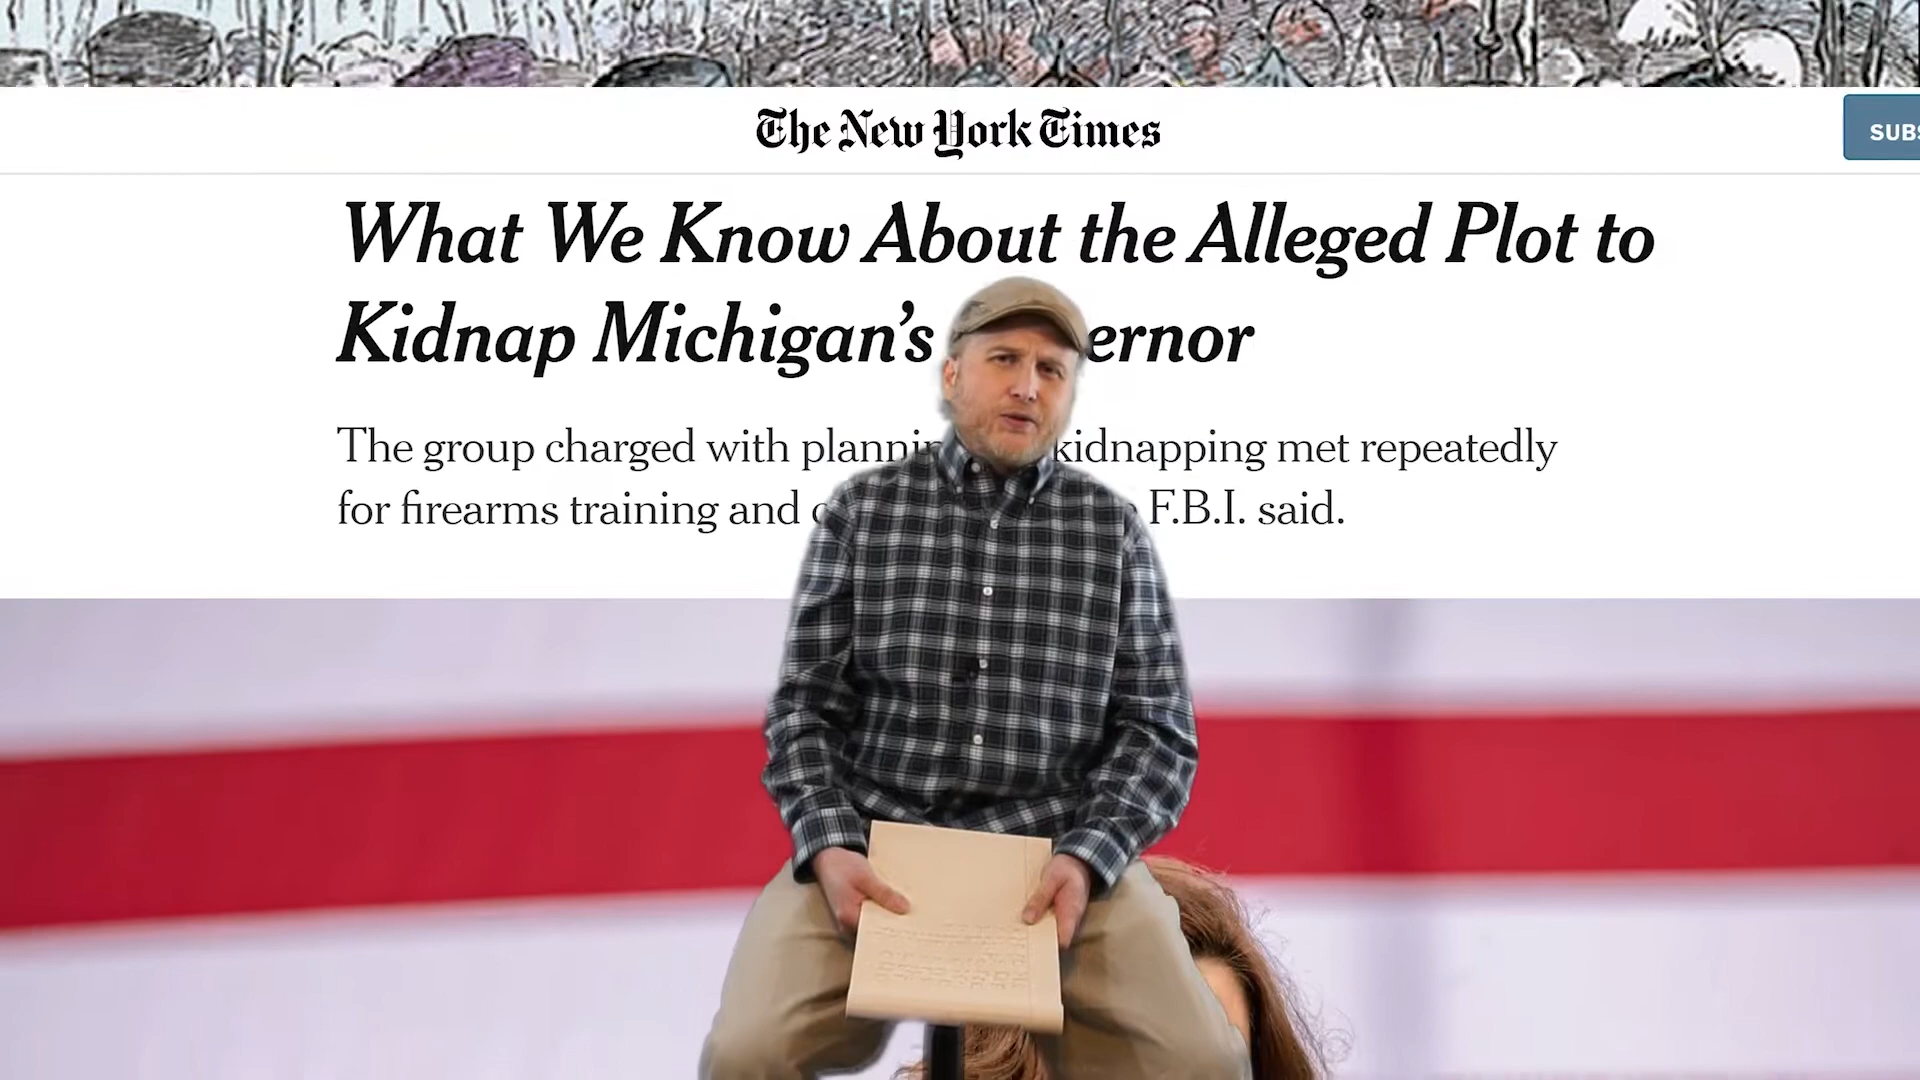 The New York Times
SUBS
What We Know About the Alleged Plot to
Kidnap Michigan's ernor
The group charged with plannin kidnapping met repeatedly
for firearms training and F.B.I. said.